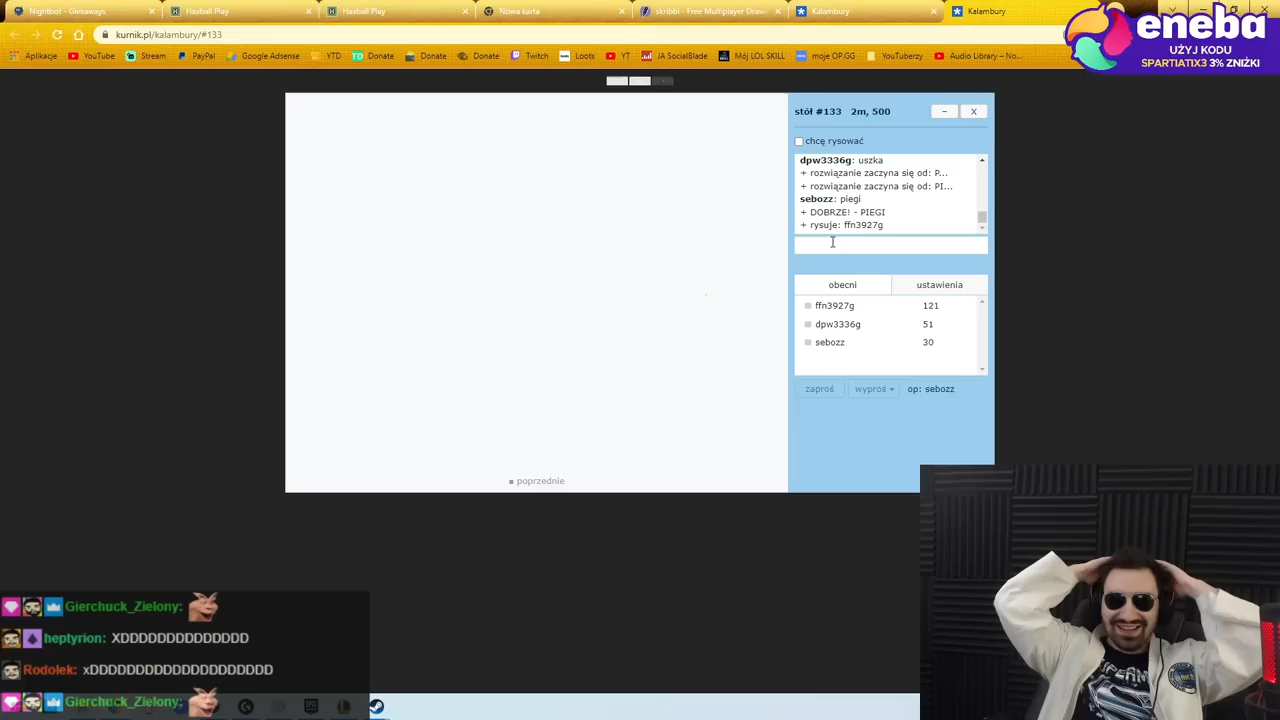 Nightbot - Giveaways
Haxball Play
Haxball Play
Nowa karta
skribbl - Free Multiplayer Draw
Kalambury
Kalambury
kurnik.pl/kalambury/#133
Aplikacje
YouTube
Stream
PayPal
Google Adsense
YTD
Donate
Donate
Donate
Twitch
Loots
JA SocialBlade
Mój LOL SKILL
moje OP.GG
YT
YouTuberzy
Audio Library – No...
eneba
UŻYJ KODU
SPARTIATIX3 3% ZNIŻKI
stół #133 2m, 500
–
X
chcę rysować
dpw3336g: uszka
+ rozwiązanie zaczyna się od: P...
+ rozwiązanie zaczyna się od: PI...
sebozz: piegi
+ DOBRZE! - PIEGI
+ rysuje: ffn3927g
obecni
ustawienia
ffn3927g 121
dpw3336g 51
sebozz 30
zaproś
wyproś
op: sebozz
poprzednie
Gierchuck_Zielony:
heptyrion: XDDDDDDDDDDDDDD
Rodolek: xDDDDDDDDDDDDDDDDDDD
Gierchuck_Zielony: